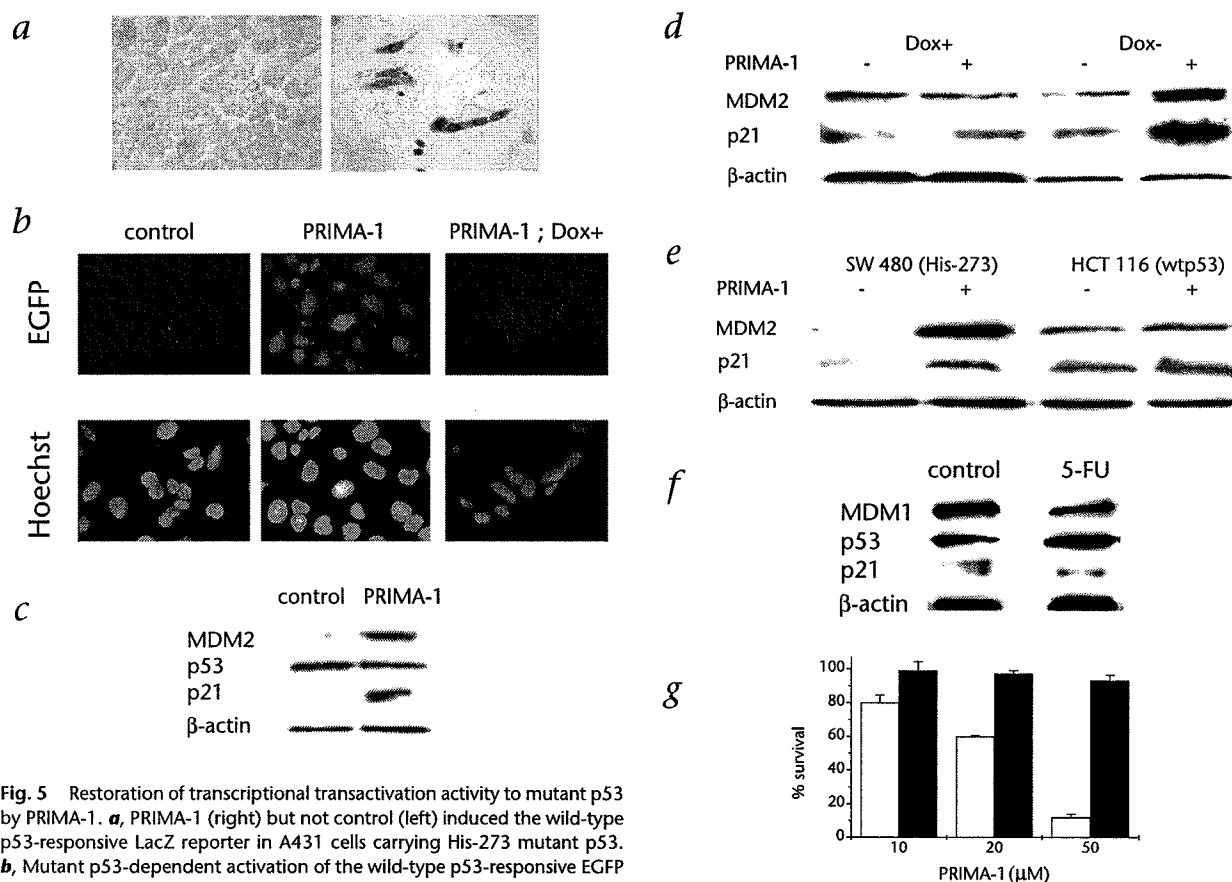 a
b
control PRIMA-1 PRIMA-1 ; Dox+
EGFP
Hoechst
c
control PRIMA-1
MDM2
p53
p21
β-actin
Fig. 5 Restoration of transcriptional transactivation activity to mutant p53
by PRIMA-1. a, PRIMA-1 (right) but not control (left) induced the wild-type
p53-responsive LacZ reporter in A431 cells carrying His-273 mutant p53.
b, Mutant p53-dependent activation of the wild-type p53-responsive EGFP
d
Dox+ Dox-
PRIMA-1 - + - +
MDM2
p21
β-actin
e
SW 480 (His-273) HCT 116 (wtp53)
PRIMA-1 - + - +
MDM2
p21
β-actin
f
control 5-FU
MDM1
p53
p21
β-actin
g
% survival
100
80
60
40
20
0
10 20 50
PRIMA-1 (μM)